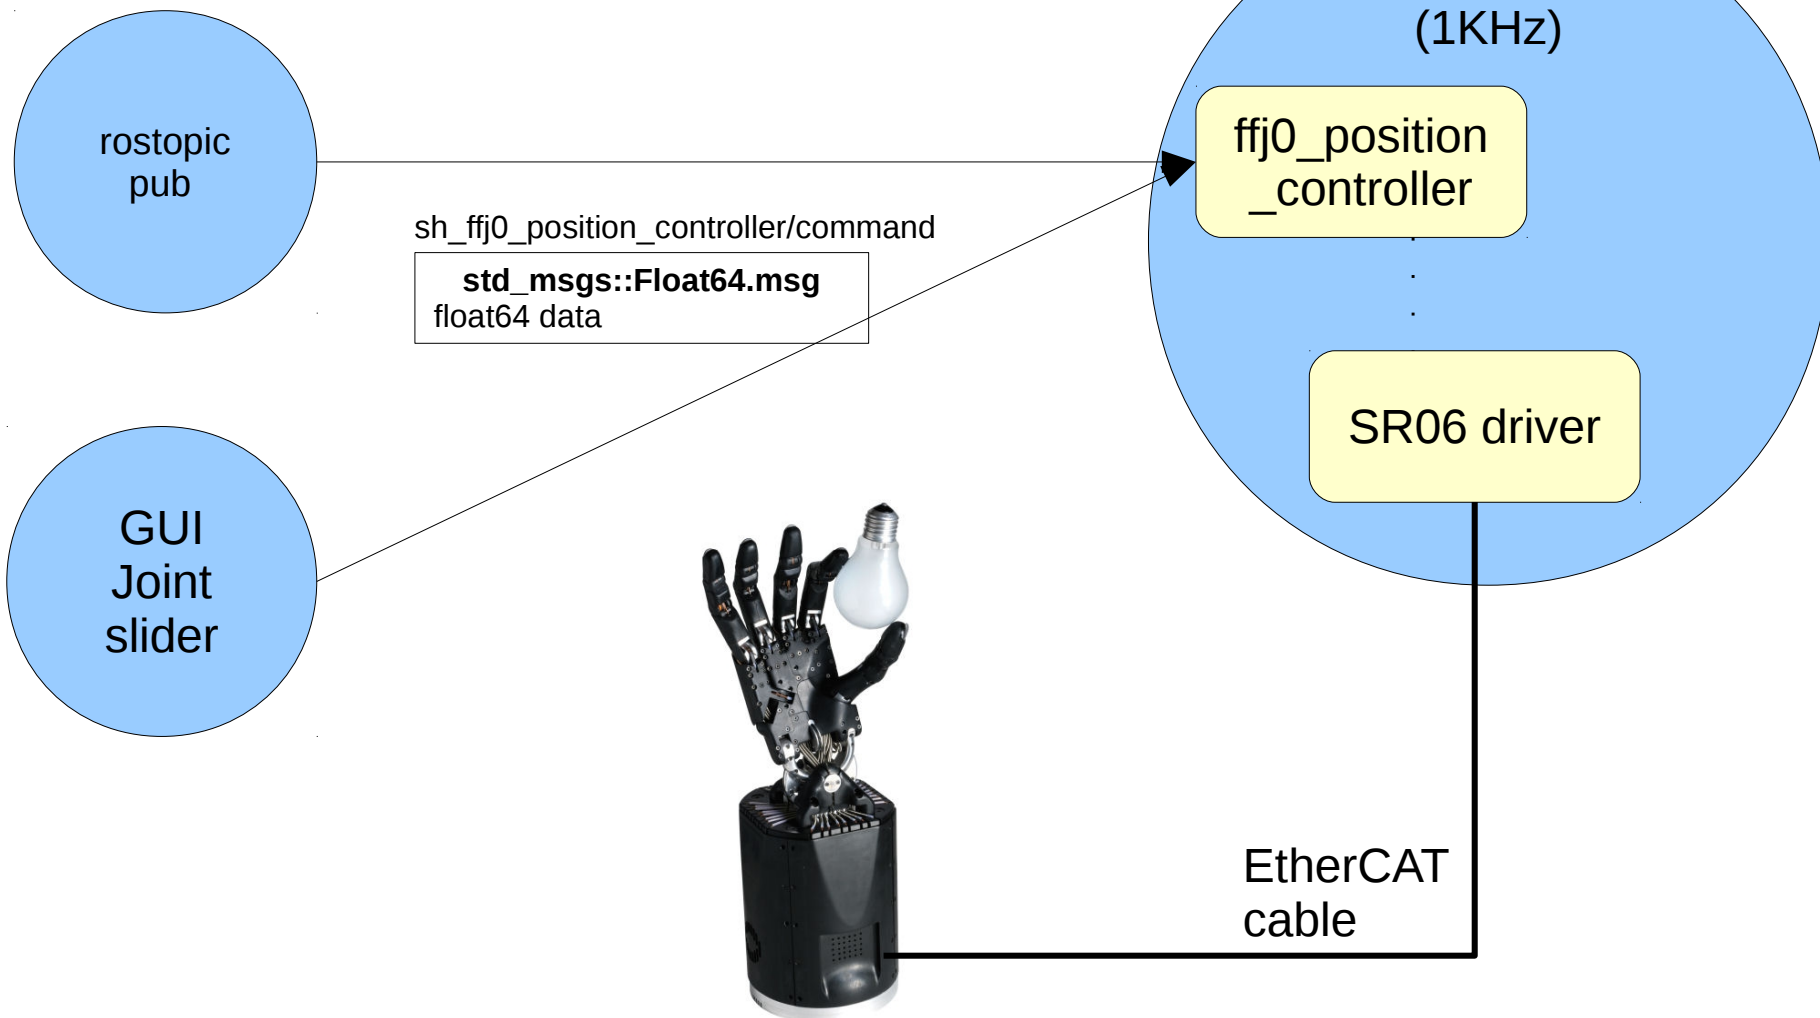 (1KHz)
rostopic
pub
ffj0_position
_controller
sh_ffj0_position_controller/command
std_msgs::Float64.msg
float64 data
SR06 driver
GUI
Joint
slider
EtherCAT
cable